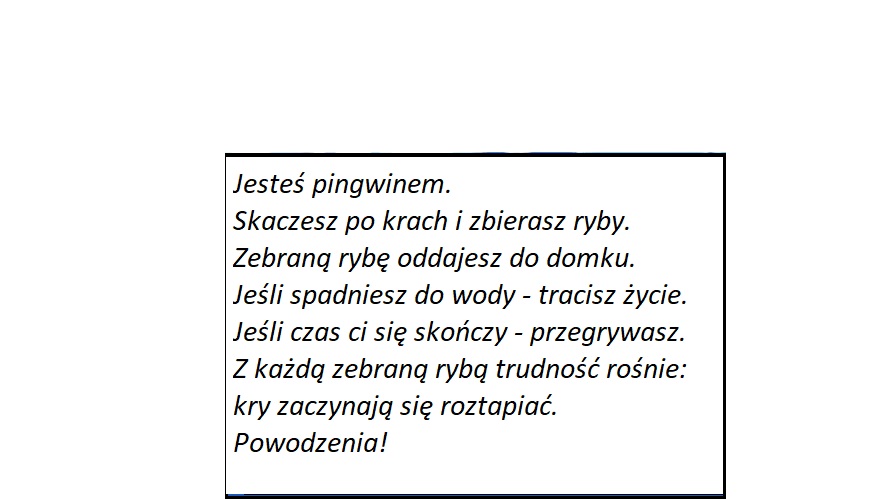 Jesteś pingwinem.
Skaczesz po krach i zbierasz ryby.
Zebraną rybę oddajesz do domku.
Jeśli spadniesz do wody - tracisz życie.
Jeśli czas ci się skończy - przegrywasz.
Z każdą zebraną rybą trudność rośnie:
kry zaczynają się roztapiać.
Powodzenia!